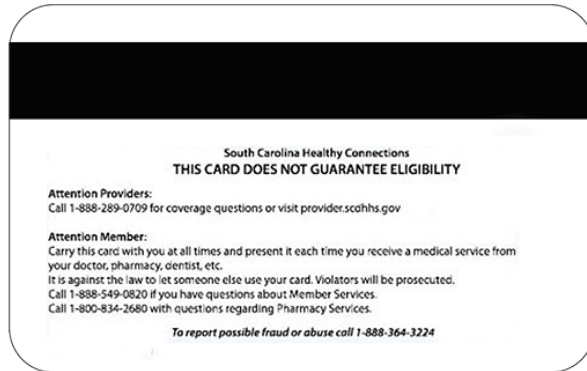 South Carolina Healthy Connections
THIS CARD DOES NOT GUARANTEE ELIGIBILITY
Attention Providers:
Call 1-888-289-0709 for coverage questions or visit provider.scdhhs.gov
Attention Member:
Carry this card with you at all times and present it each time you receive a medical service from
your doctor, pharmacy, dentist, etc.
It is against the law to let someone else use your card. Violators will be prosecuted.
Call 1-888-549-0820 if you have questions about Member Services.
Call 1-800-834-2680 with questions regarding Pharmacy Services.
To report possible fraud or abuse call 1-888-364-3224